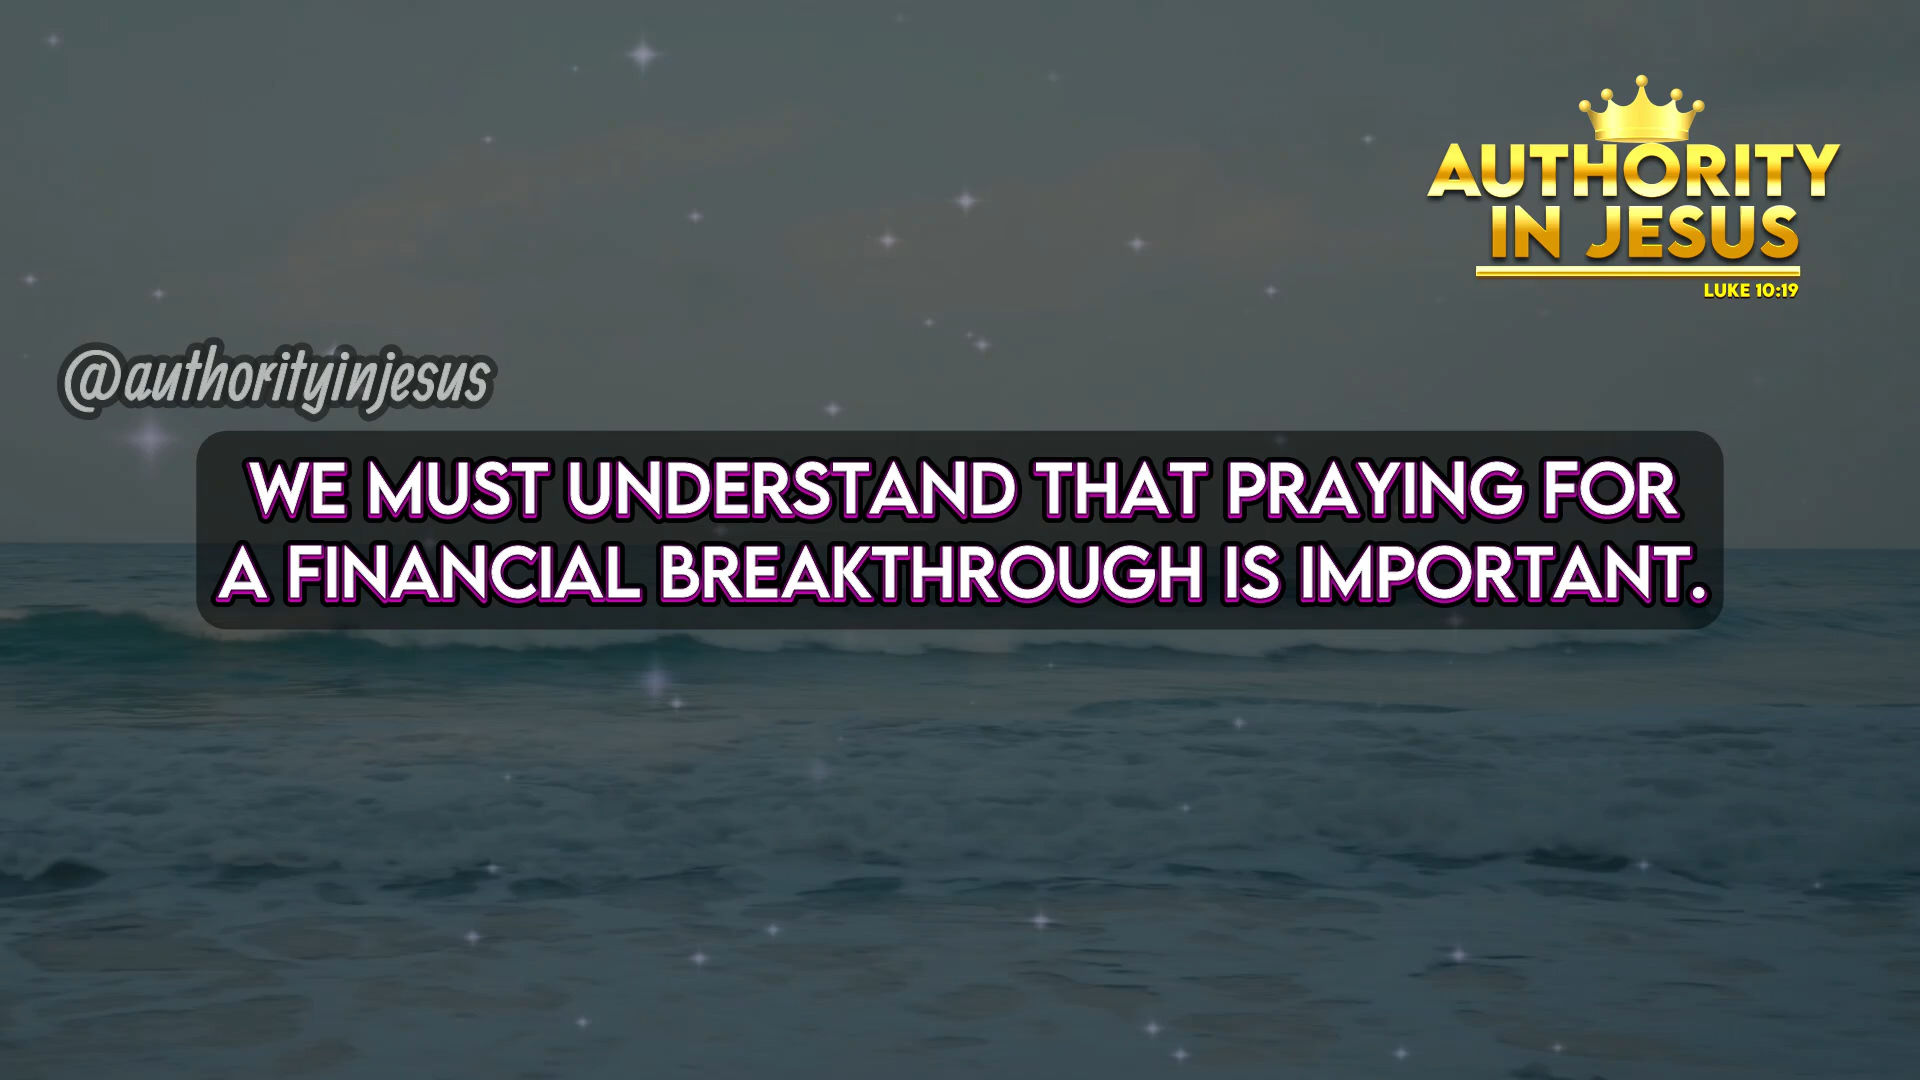 AUTHORITY
IN JESUS
LUKE 10:19
@authorityinjesus
WE MUST UNDERSTAND THAT PRAYING FOR
A FINANCIAL BREAKTHROUGH IS IMPORTANT.